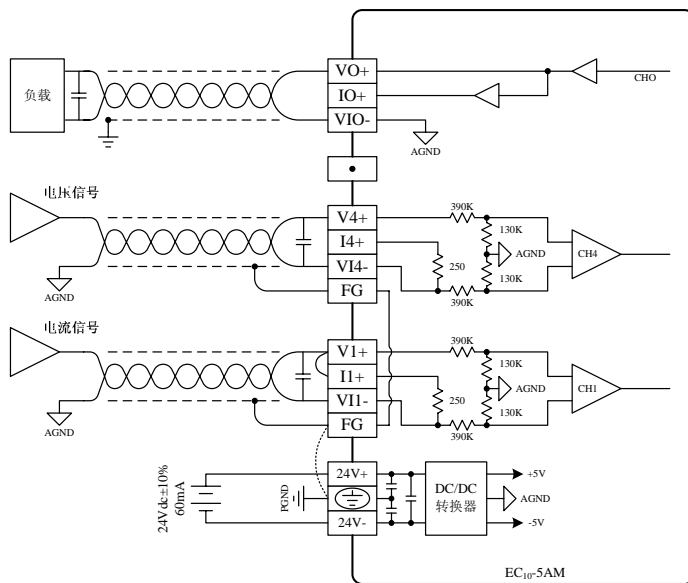 负载
VO+
IO+
VIO-
CHO
AGND
电压信号
AGND
V4+
I4+
VI4-
FG
390K
130K
AGND
250
130K
390K
CH4
电流信号
AGND
V1+
I1+
VI1-
FG
390K
130K
AGND
250
130K
390K
CH1
24Vdc±10%
60mA
PGND
24V+
24V-
DC/DC
转换器
+5V
AGND
-5V
EC10-5AM